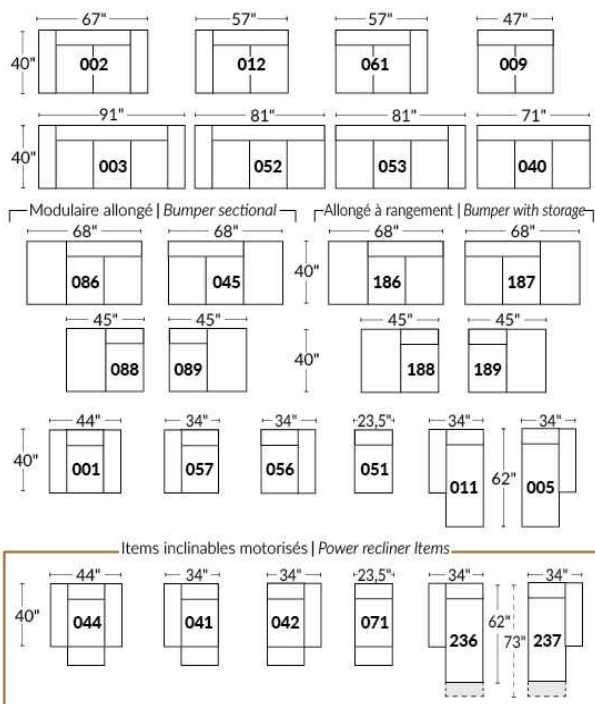 67" 57" 57" 47"
40" 002 012 061 009
91" 81" 81" 71"
40" 003 052 053 040
Modulaire allongé | Bumper sectional Allongé à rangement | Bumper with storage
68" 68" 68" 68"
086 045 40" 186 187
45" 45" 45" 45"
088 089 40" 188 189
44" 34" 34" 23,5" 34" 34"
40" 001 057 056 051 011 62" 005
Items inclinables motorisés | Power recliner Items
44" 34" 34" 23,5" 34" 34"
40" 044 041 042 071 236 62" 73" 237